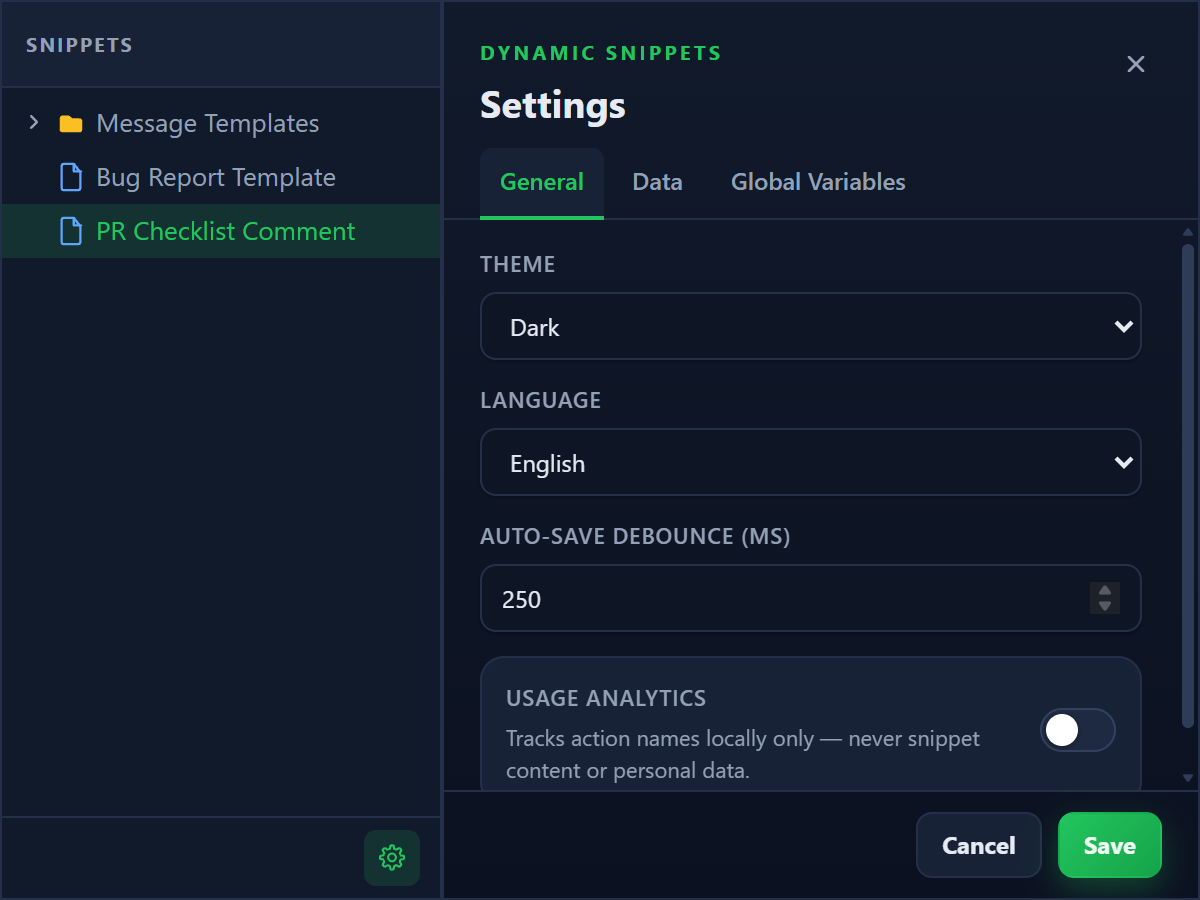 SNIPPETS
Message Templates
Bug Report Template
PR Checklist Comment
DYNAMIC SNIPPETS
Settings
General
Data
Global Variables
THEME
Dark
LANGUAGE
English
AUTO-SAVE DEBOUNCE (MS)
250
USAGE ANALYTICS
Tracks action names locally only — never snippet
content or personal data.
Cancel
Save